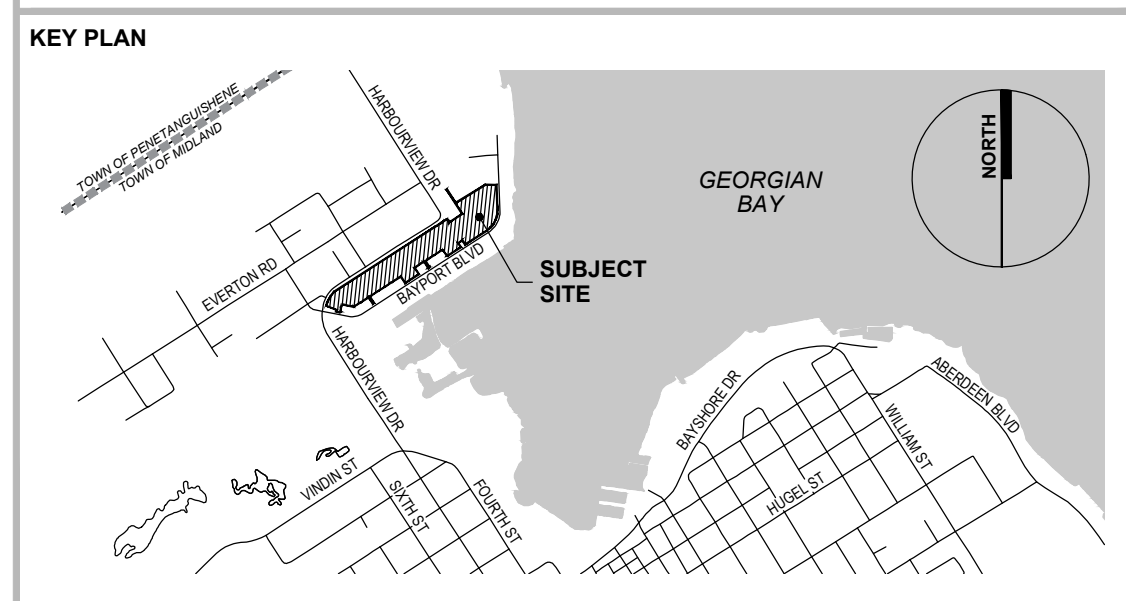 KEY PLAN
TOWN OF PENETANGUISHENE
TOWN OF MIDLAND
HARBOURVIEW DR
NORTH
GEORGIAN
BAY
SUBJECT
SITE
EVERTON RD
BAYPORT BLVD
HARBOURVIEW DR
BAYSHORE DR
ABERDEEN BLVD
WILLIAM ST
VINDIN ST
SIXTH ST
FOURTH ST
HUGEL ST